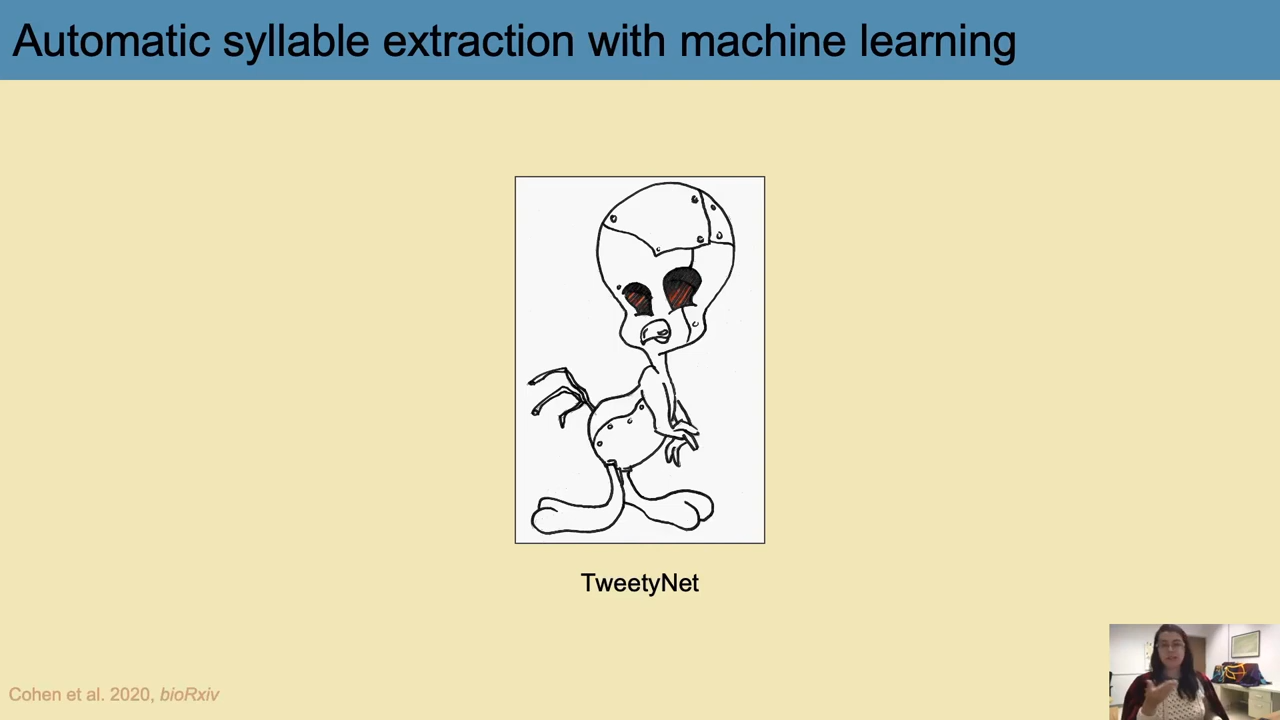 Automatic syllable extraction with machine learning
TweetyNet
Cohen et al. 2020, bioRxiv